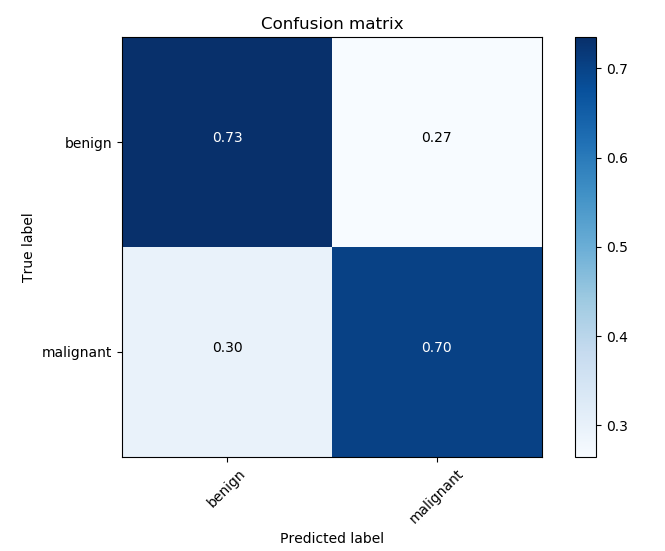 Confusion matrix
True label
benign
0.73
0.27
malignant
0.30
0.70
benign
malignant
Predicted label
0.7
0.6
0.5
0.4
0.3